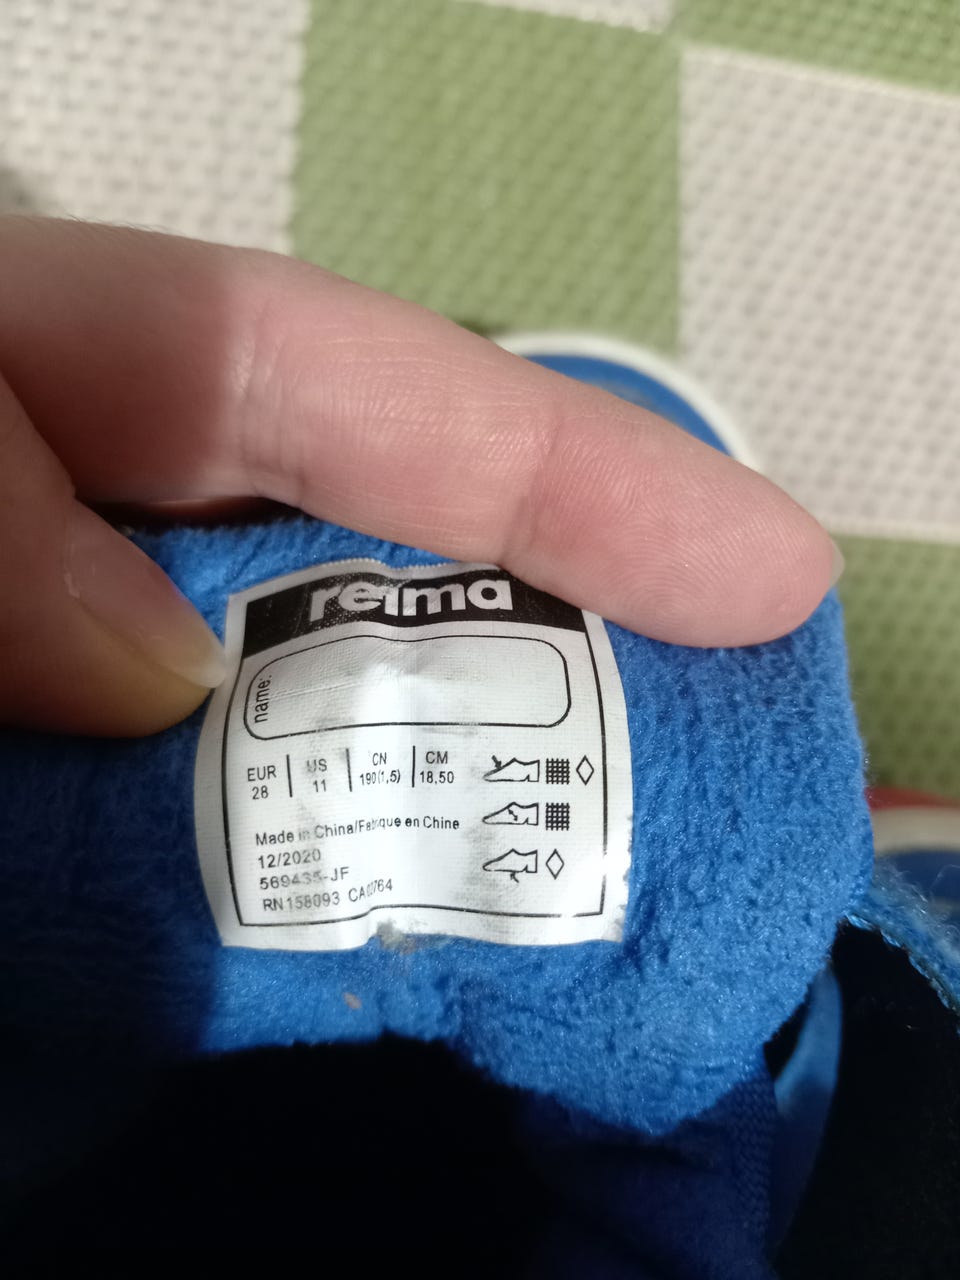 reima
name:
EUR US CN CM
28 11 190(1,5) 18,50
Made in China/Fabrique en Chine
12/2020
569435-JF
RN158093 CA02764